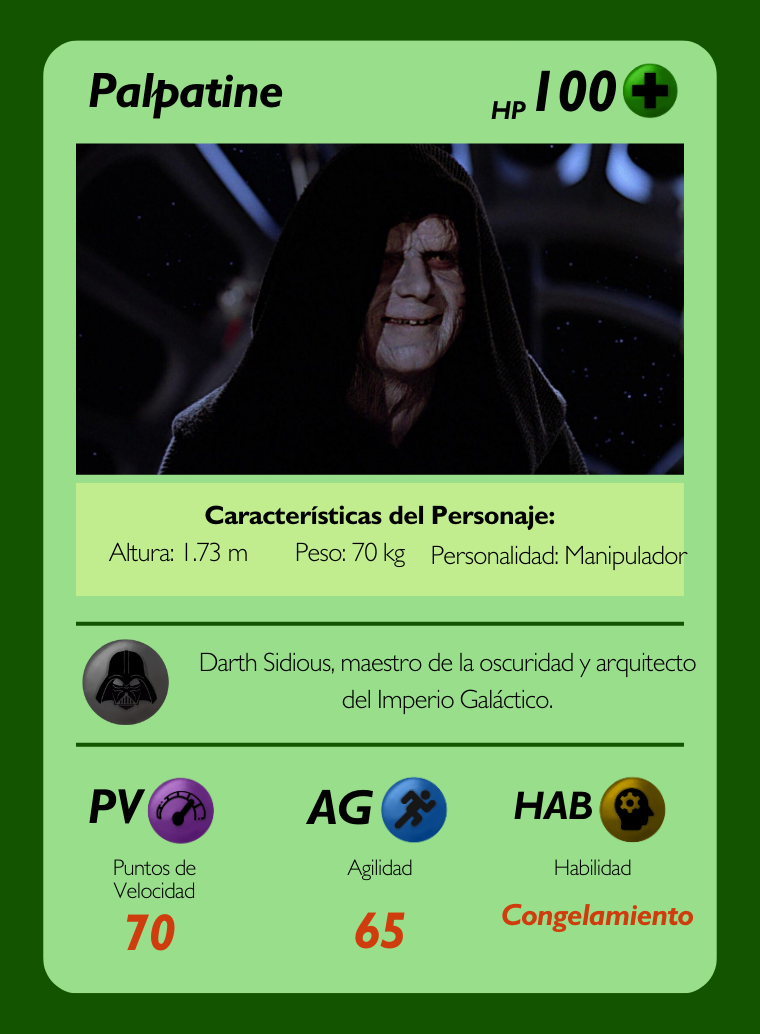 Palpatine
HP 100
Características del Personaje:
Altura: 1.73 m Peso: 70 kg Personalidad: Manipulador
Darth Sidious, maestro de la oscuridad y arquitecto
del Imperio Galáctico.
PV AG HAB
Puntos de Velocidad
Agilidad
Habilidad
70
65
Congelamiento